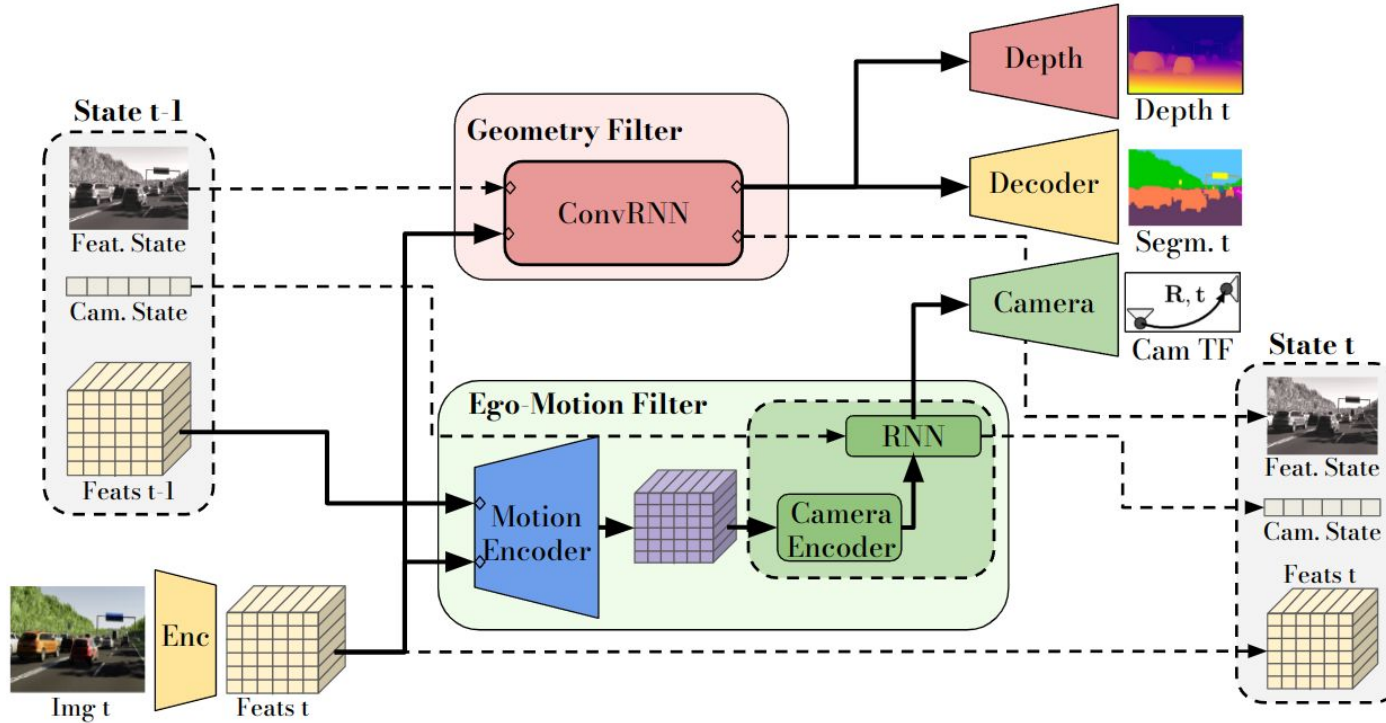 State t-1
Feat. State
Cam. State
Feats t-1
Img t
Enc
Feats t
Geometry Filter
ConvRNN
Ego-Motion Filter
Motion
Encoder
Camera
Encoder
RNN
Depth
Depth t
Decoder
Segm. t
Camera
R, t
Cam TF
State t
Feat. State
Cam. State
Feats t